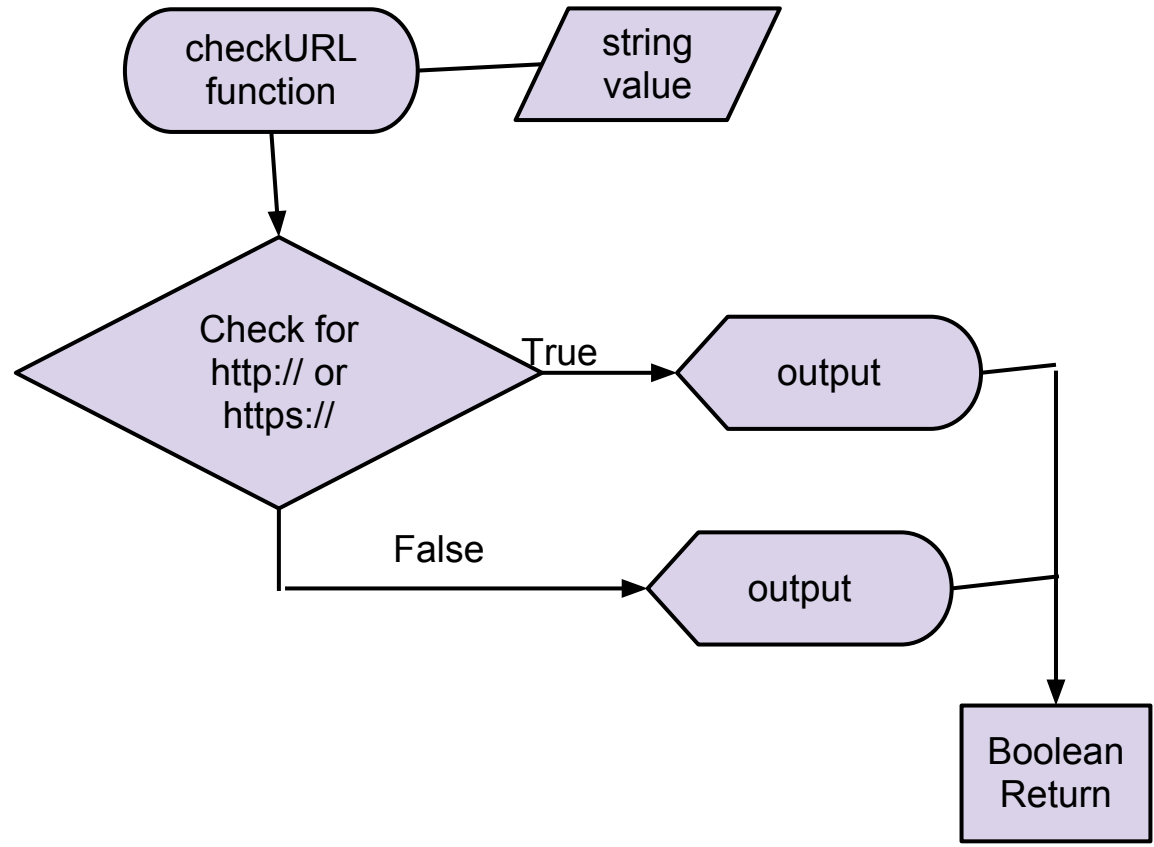 checkURL
function
string
value
Check for
http:// or
https://
True
output
False
output
Boolean
Return